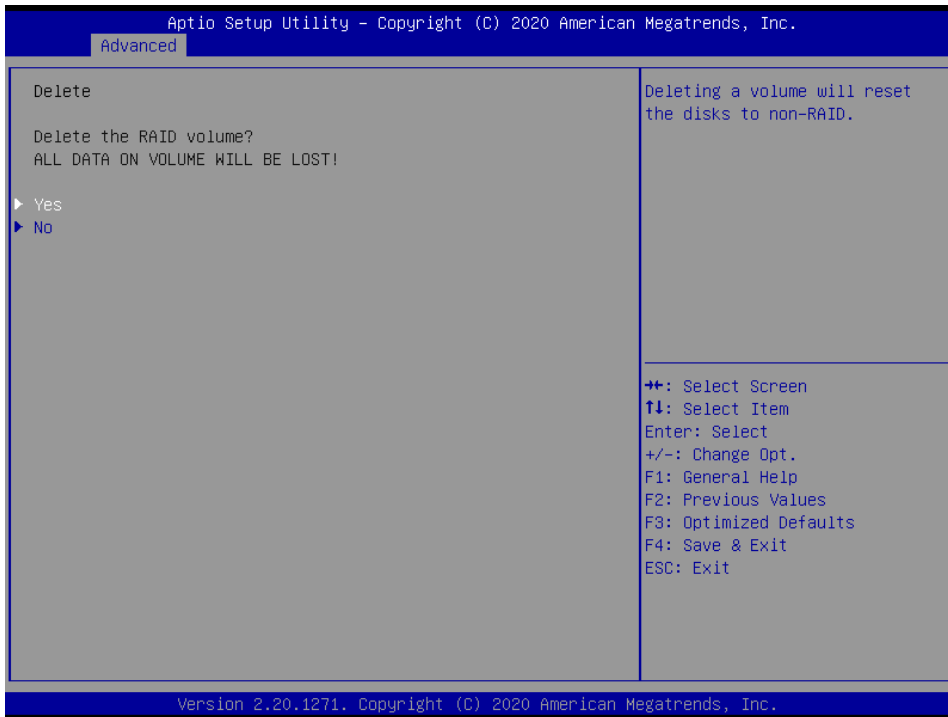 Aptio Setup Utility – Copyright (C) 2020 American Megatrends, Inc.
Advanced
Delete
Delete the RAID volume?
ALL DATA ON VOLUME WILL BE LOST!
Yes
No
Deleting a volume will reset
the disks to non-RAID.
→←: Select Screen
↑↓: Select Item
Enter: Select
+/-: Change Opt.
F1: General Help
F2: Previous Values
F3: Optimized Defaults
F4: Save & Exit
ESC: Exit
Version 2.20.1271. Copyright (C) 2020 American Megatrends, Inc.